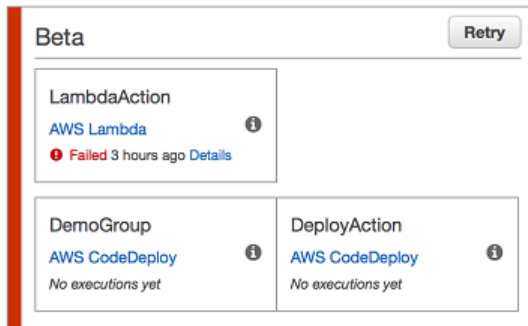 Beta
Retry
LambdaAction
AWS Lambda
Failed 3 hours ago Details
DemoGroup
AWS CodeDeploy
No executions yet
DeployAction
AWS CodeDeploy
No executions yet